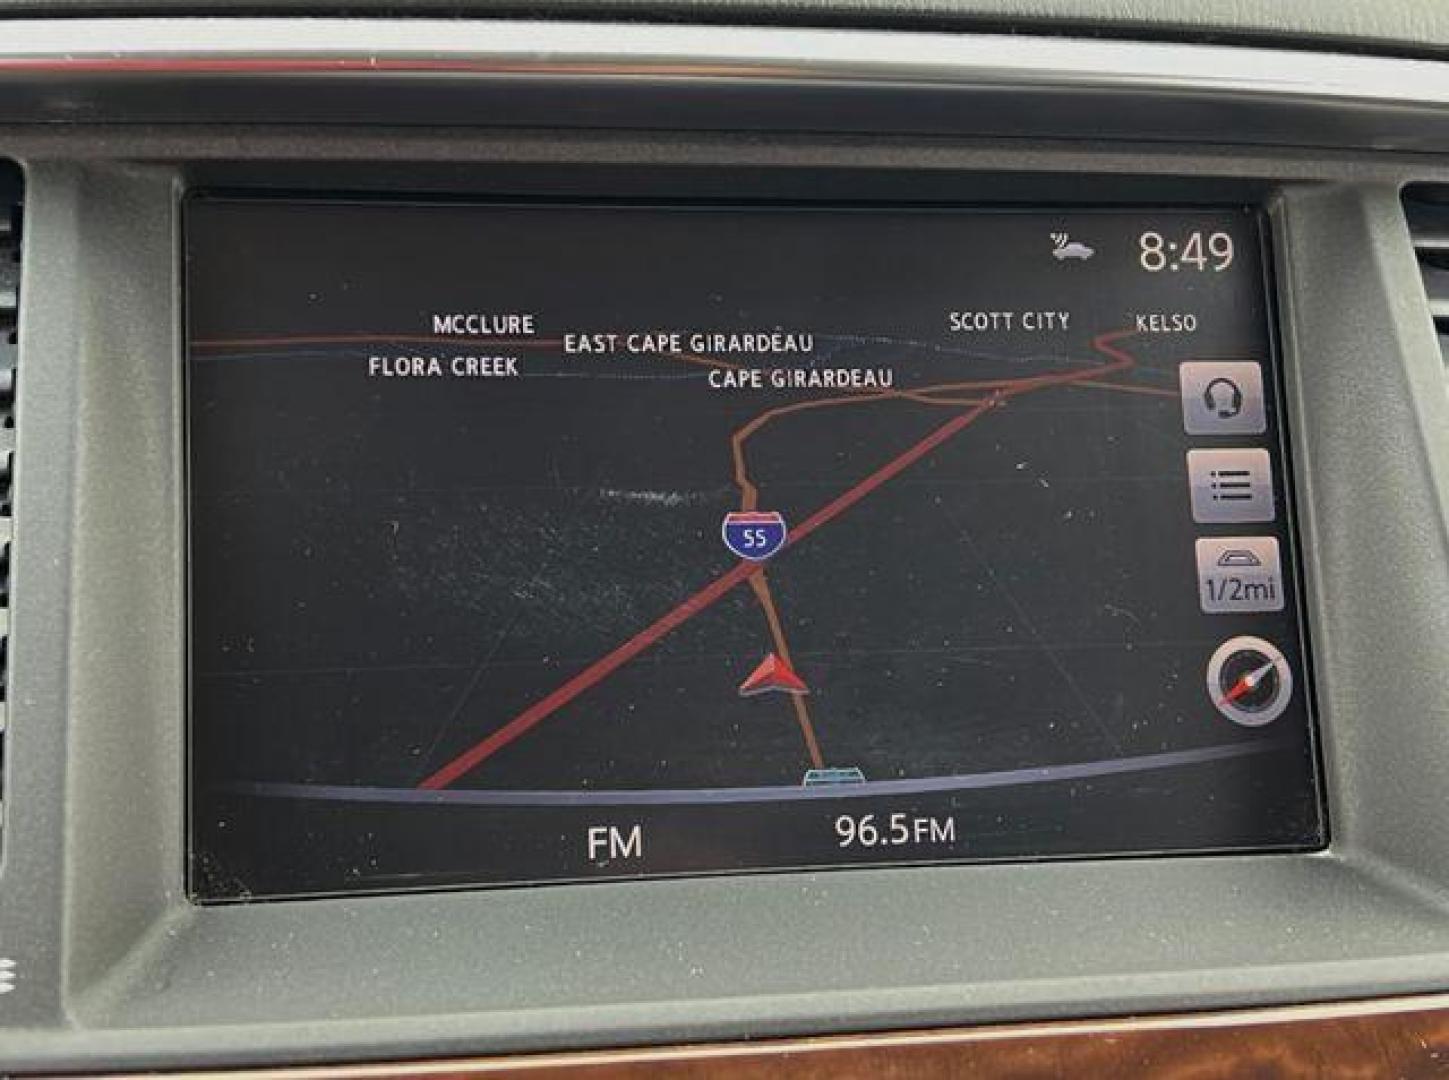 8:49
MCCLURE
EAST CAPE GIRARDEAU
SCOTT CITY
KELSO
FLORA CREEK
CAPE GIRARDEAU
55
1/2mi
FM
96.5FM